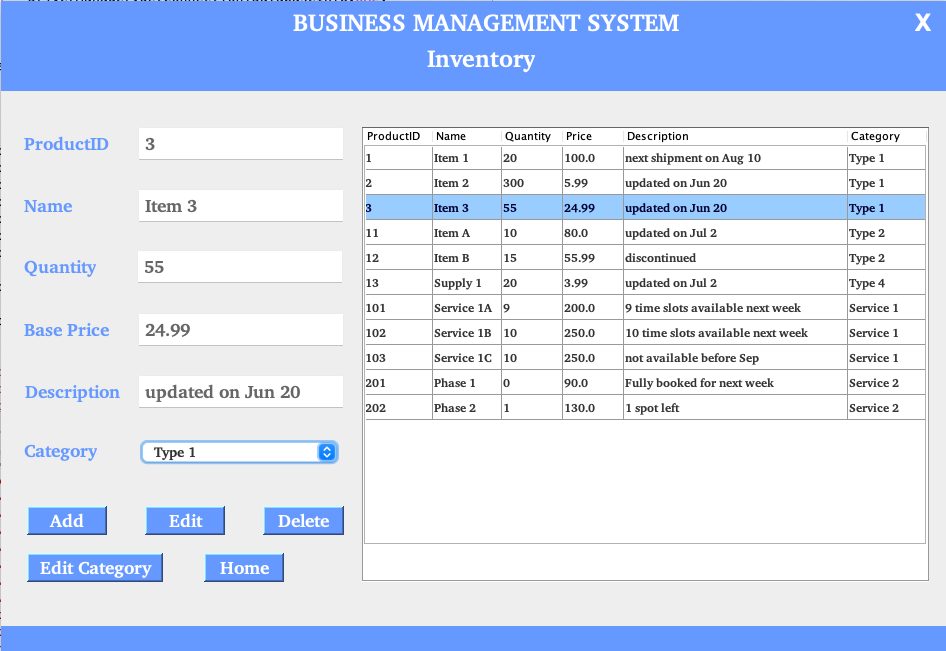 BUSINESS MANAGEMENT SYSTEM
X
Inventory
ProductID 3
Name Item 3
Quantity 55
Base Price 24.99
Description updated on Jun 20
Category Type 1
Add Edit Delete
Edit Category Home
ProductID Name Quantity Price Description Category
1 Item 1 20 100.0 next shipment on Aug 10 Type 1
2 Item 2 300 5.99 updated on Jun 20 Type 1
3 Item 3 55 24.99 updated on Jun 20 Type 1
11 Item A 10 80.0 updated on Jul 2 Type 2
12 Item B 15 55.99 discontinued Type 2
13 Supply 1 20 3.99 updated on Jul 2 Type 4
101 Service 1A 9 200.0 9 time slots available next week Service 1
102 Service 1B 10 250.0 10 time slots available next week Service 1
103 Service 1C 10 250.0 not available before Sep Service 1
201 Phase 1 0 90.0 Fully booked for next week Service 2
202 Phase 2 1 130.0 1 spot left Service 2